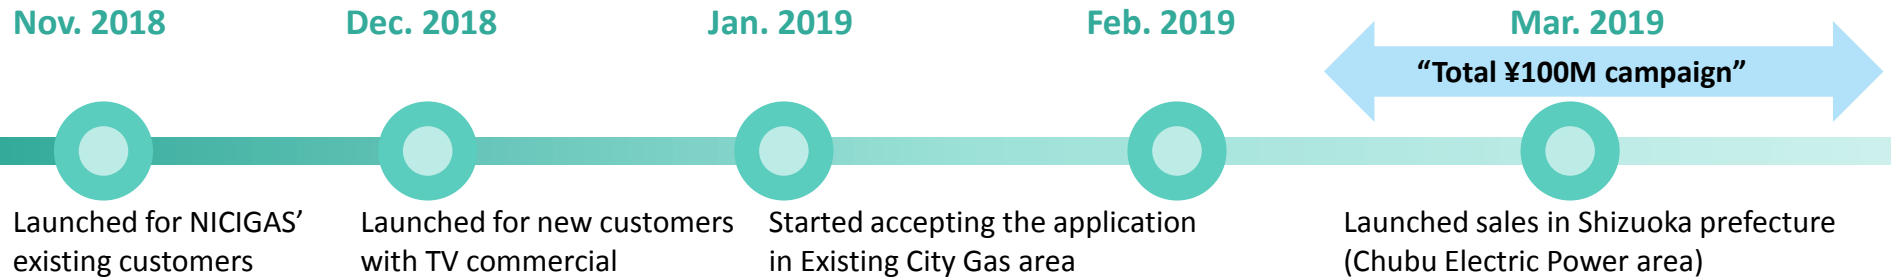 Nov. 2018
Dec. 2018
Jan. 2019
Feb. 2019
Mar. 2019
“Total ¥100M campaign”
Launched for NICIGAS’
existing customers
Launched for new customers
with TV commercial
Started accepting the application
in Existing City Gas area
Launched sales in Shizuoka prefecture
(Chubu Electric Power area)